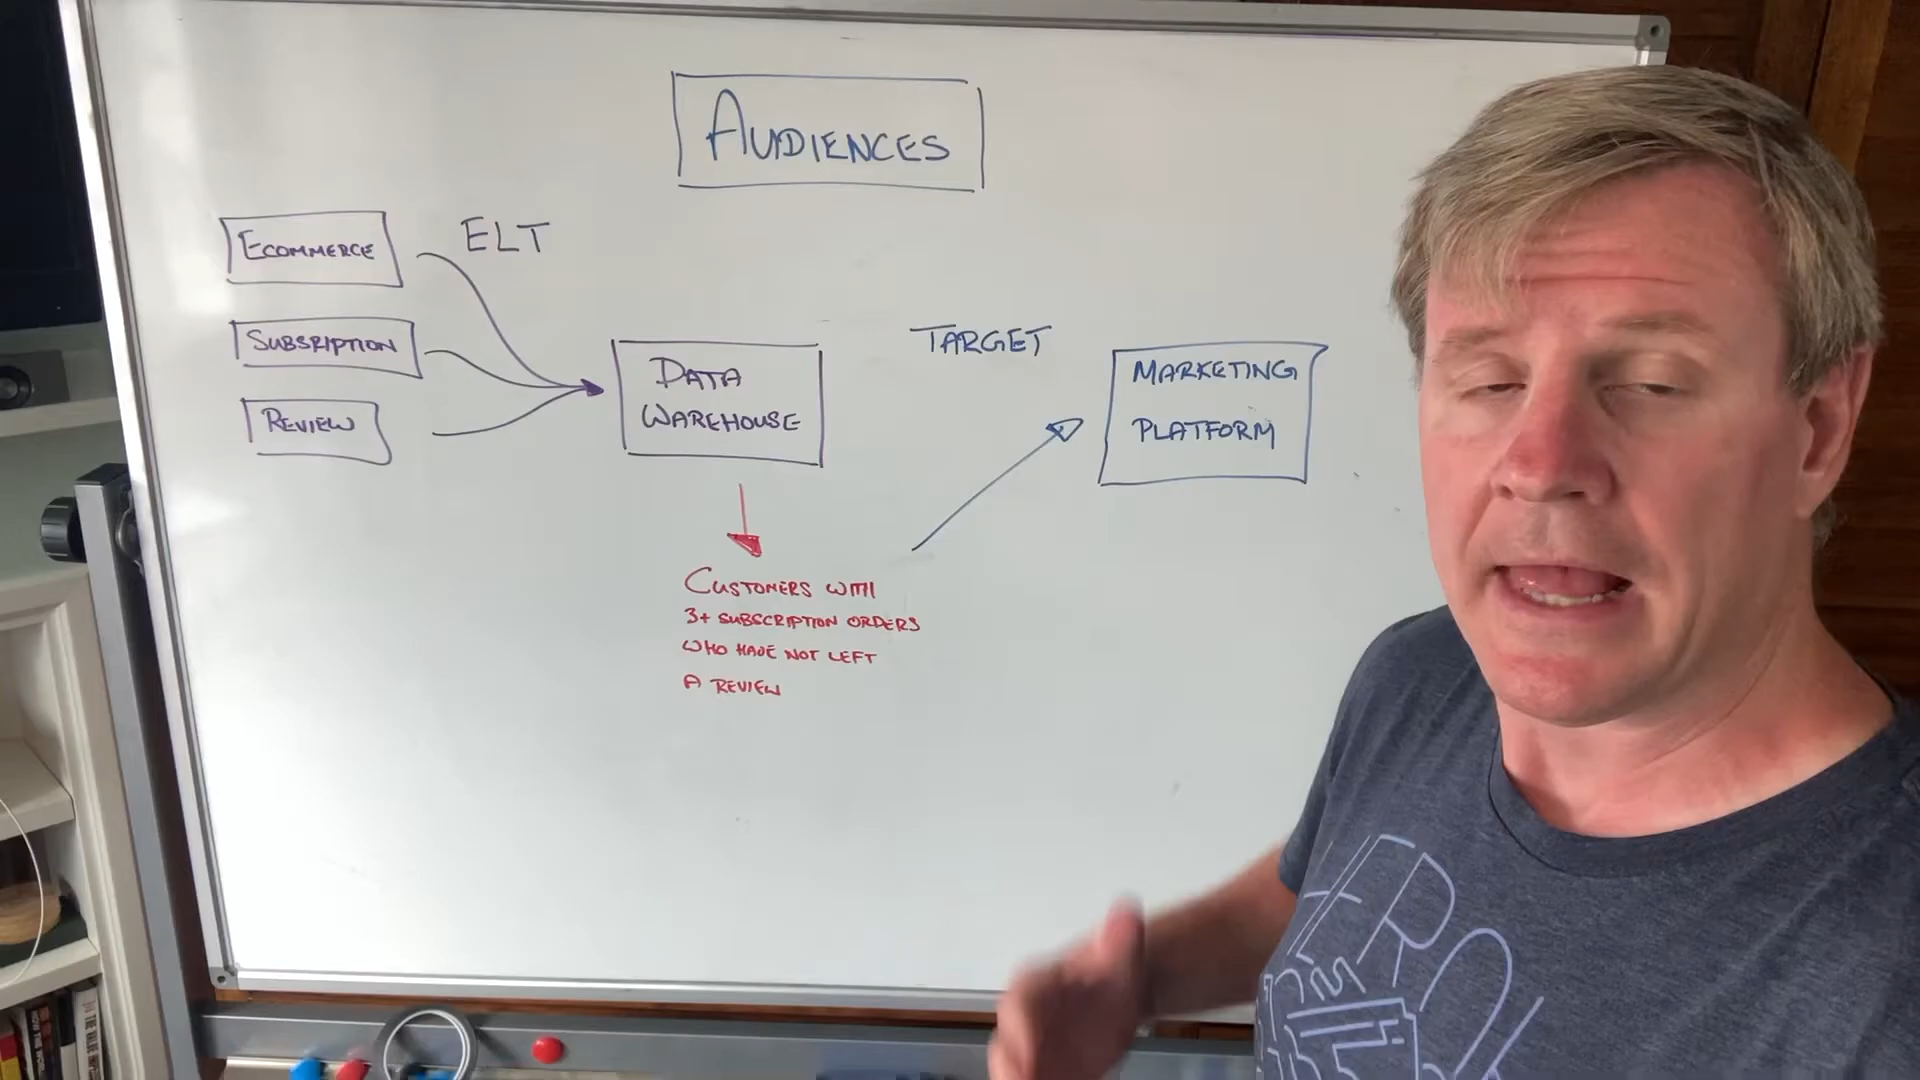 AUDIENCES
ECOMMERCE
ELT
SUBSRIPTION
REVIEW
DATA
WAREHOUSE
TARGET
MARKETING
PLATFORM
CUSTOMERS WITH
3+ SUBSCRIPTION ORDERS
WHO HAVE NOT LEFT
A REVIEW